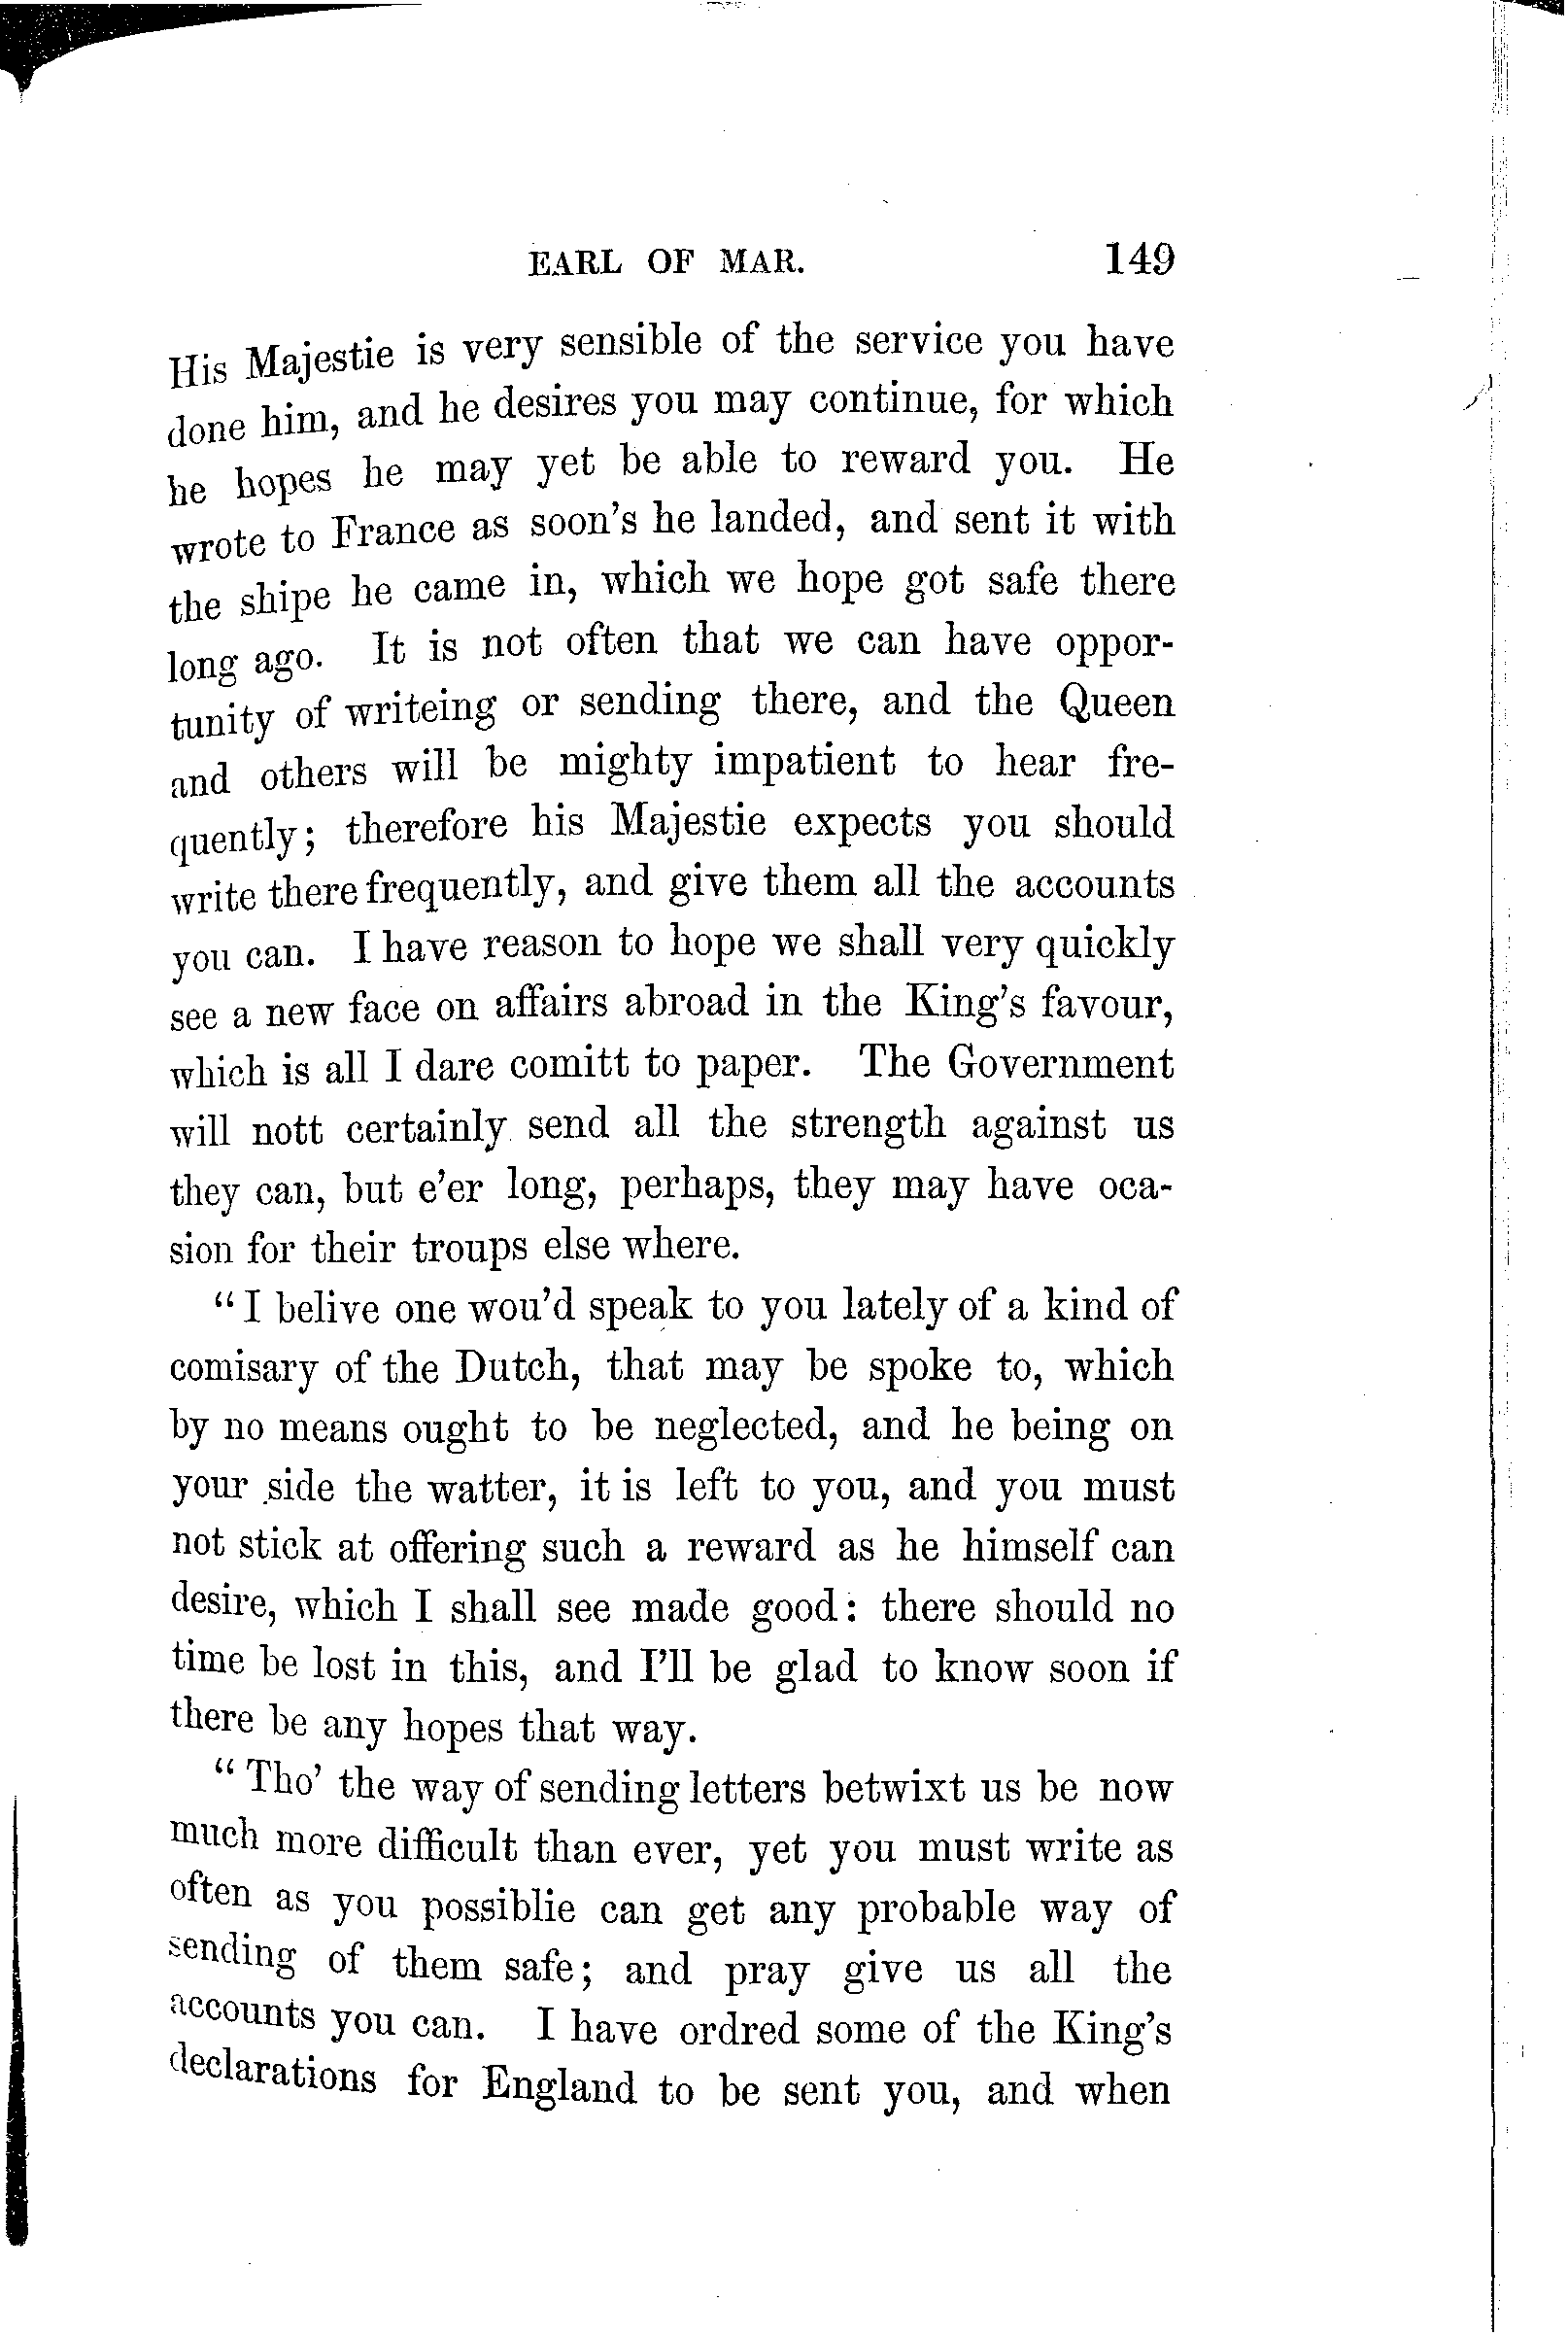 EARL OF MAR. 149
His Majestie is very sensible of the service you have
done him, and he desires you may continue, for which
he hopes he may yet be able to reward you. He
wrote to France as soon's he landed, and sent it with
the shipe he came in, which we hope got safe there
long ago. It is not often that we can have oppor-
tunity of writeing or sending there, and the Queen
and others will be mighty impatient to hear fre-
quently; therefore his Majestie expects you should
write there frequently, and give them all the accounts
you can. I have reason to hope we shall very quickly
see a new face on affairs abroad in the King's favour,
which is all I dare comitt to paper. The Government
will nott certainly send all the strength against us
they can, but e'er long, perhaps, they may have oca-
sion for their troups else where.
"I belive one wou'd speak to you lately of a kind of
comisary of the Dutch, that may be spoke to, which
by no means ought to be neglected, and he being on
your side the watter, it is left to you, and you must
not stick at offering such a reward as he himself can
desire, which I shall see made good: there should no
time be lost in this, and I'll be glad to know soon if
there be any hopes that way.
"Tho' the way of sending letters betwixt us be now
much more difficult than ever, yet you must write as
often as you possiblie can get any probable way of
sending of them safe; and pray give us all the
accounts you can. I have ordred some of the King's
declarations for England to be sent you, and when